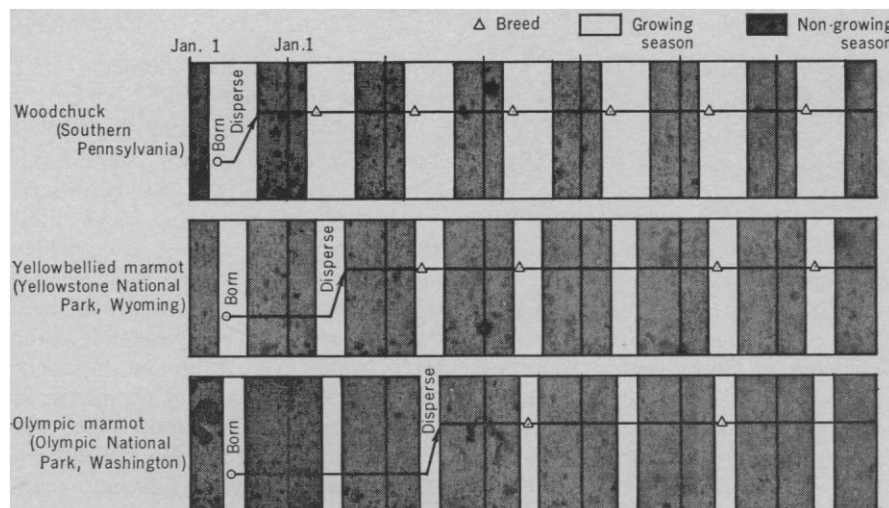 △ Breed
Growing
season
Non-growing
season
Jan. 1
Jan.1
Woodchuck
(Southern
Pennsylvania)
Born
Disperse
Yellowbellied marmot
(Yellowstone National
Park, Wyoming)
Born
Disperse
Olympic marmot
(Olympic National
Park, Washington)
Born
Disperse